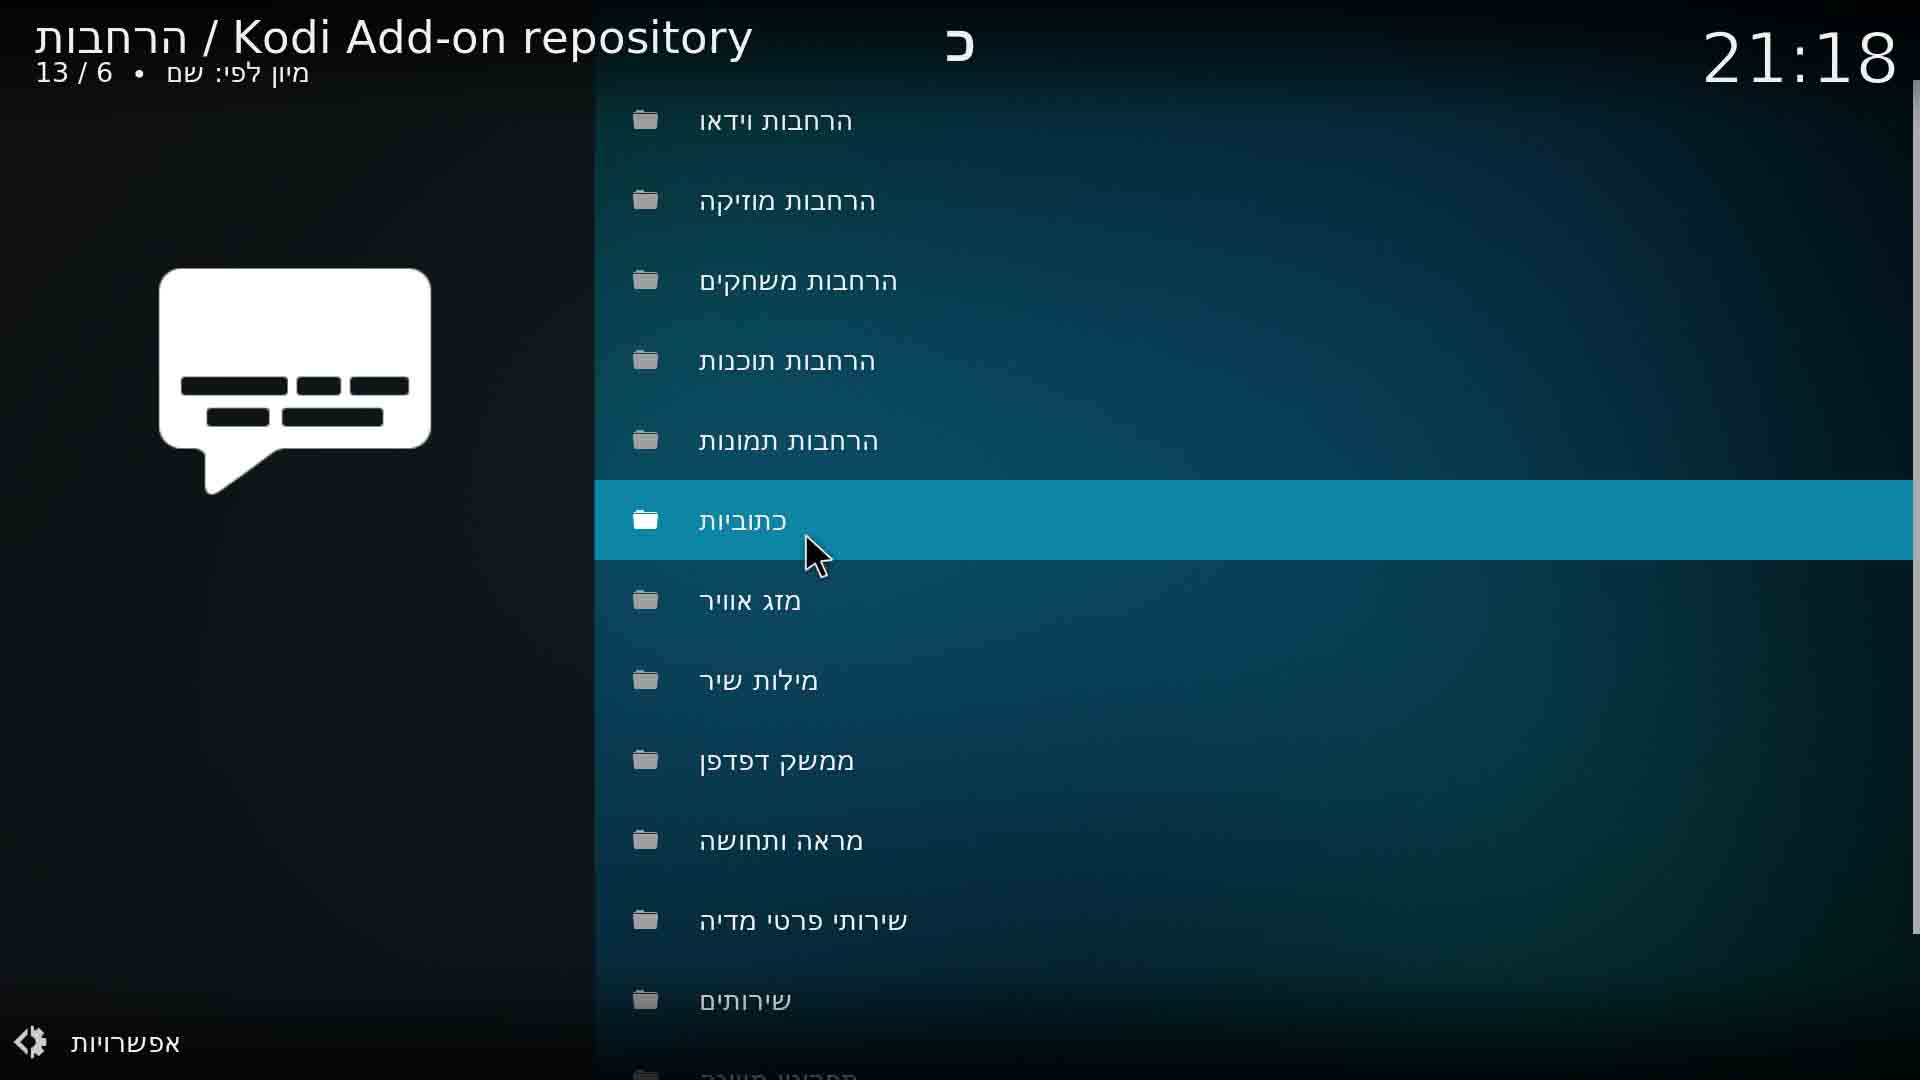 הרחבות / Kodi Add-on repository
מיון לפי: שם • 6 / 13
כ
21:18
הרחבות וידאו
הרחבות מוזיקה
הרחבות משחקים
הרחבות תוכנות
הרחבות תמונות
כתוביות
מזג אוויר
מילות שיר
ממשק דפדפן
מראה ותחושה
שירותי פרטי מדיה
שירותים
אפשרויות